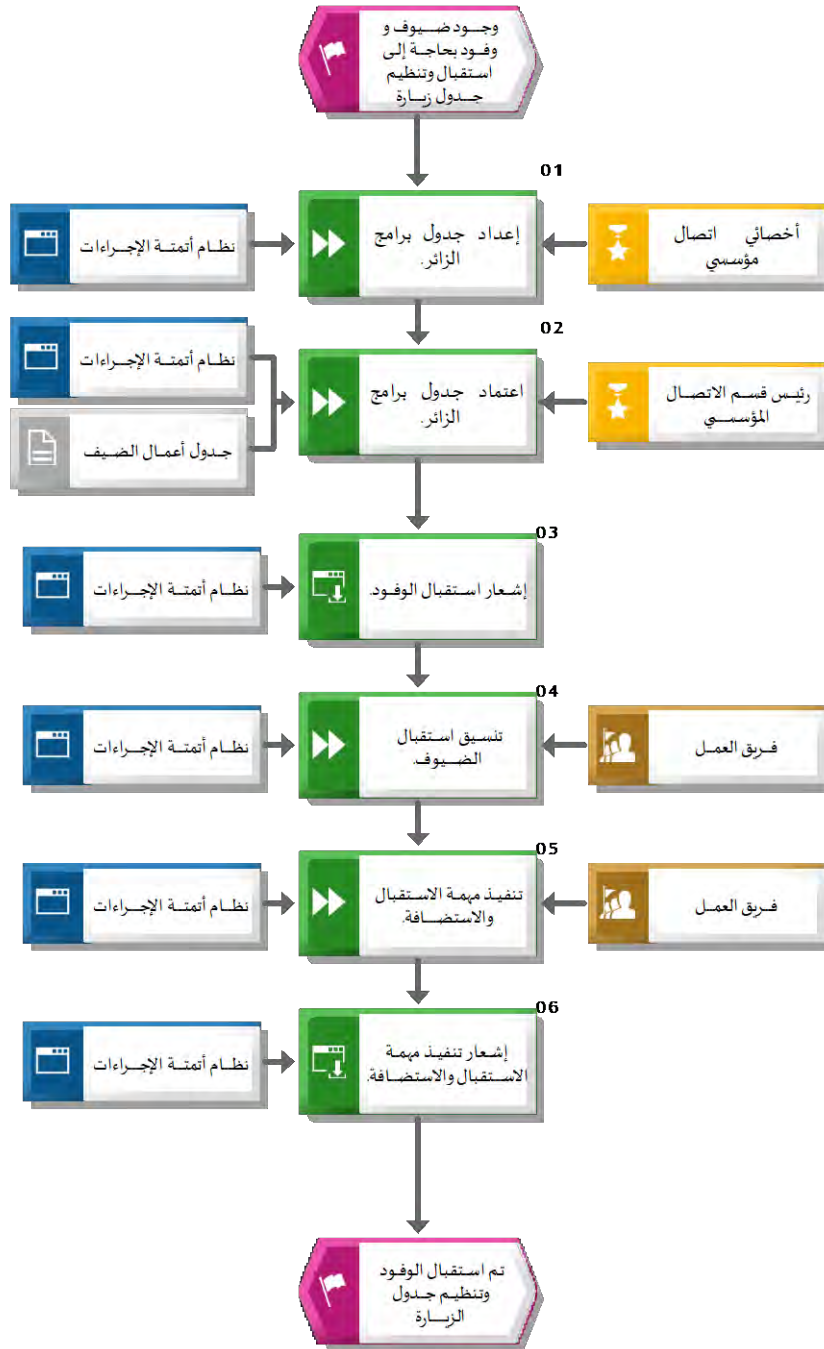 وجود ضيوف و
وفود بحاجة إلى
استقبال وتنظيم
جدول زيارة
01
أخصائي اتصال
مؤسسي
إعداد جدول برامج
الزائر.
نظام أتمتة الإجراءات
02
رئيس قسم الاتصال
المؤسسي
اعتماد جدول برامج
الزائر.
نظام أتمتة الإجراءات
جدول أعمال الضيف
03
إشعار استقبال الوفود.
نظام أتمتة الإجراءات
04
فريق العمل
تنسيق استقبال
الضيوف.
نظام أتمتة الإجراءات
05
فريق العمل
تنفيذ مهمة الاستقبال
والاستضافة.
نظام أتمتة الإجراءات
06
إشعار تنفيذ مهمة
الاستقبال والاستضافة.
نظام أتمتة الإجراءات
تم استقبال الوفود
وتنظيم جدول
الزيارة